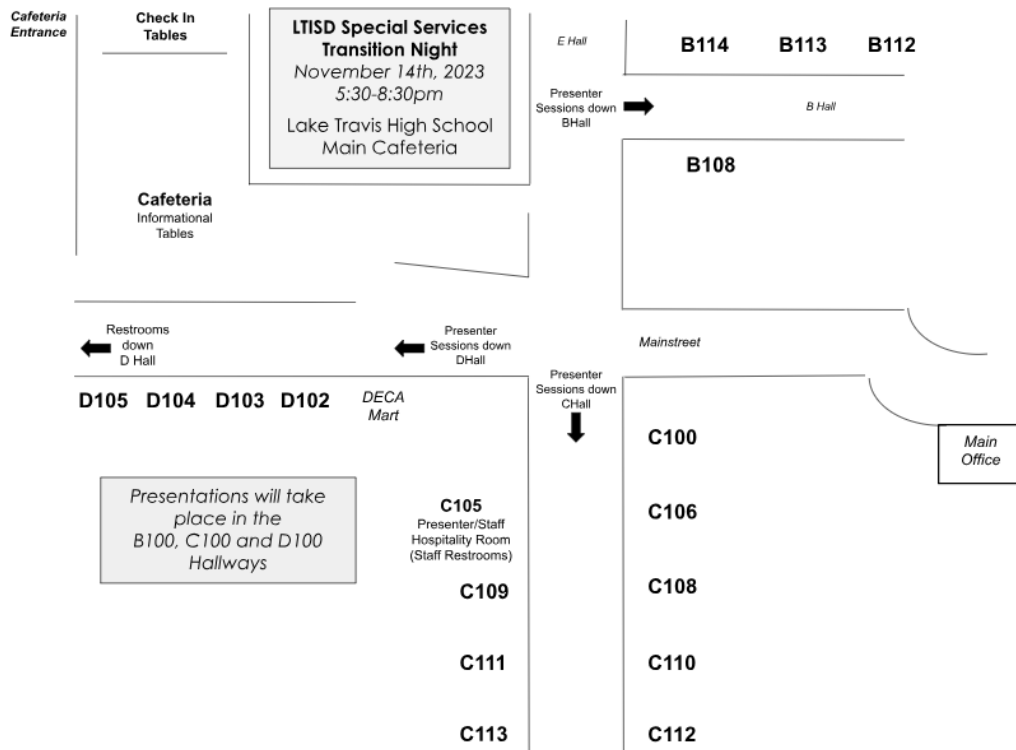 Cafeteria
Entrance
Check In
Tables
LTISD Special Services
Transition Night
November 14th, 2023
5:30-8:30pm
Lake Travis High School
Main Cafeteria
E Hall
B114
B113
B112
Presenter
Sessions down
BHall
B Hall
B108
Cafeteria
Informational
Tables
Restrooms
down
D Hall
Presenter
Sessions down
DHall
Mainstreet
Presenter
Sessions down
CHall
D105
D104
D103
D102
DECA
Mart
C100
Main
Office
Presentations will take
place in the
B100, C100 and D100
Hallways
C105
Presenter/Staff
Hospitality Room
(Staff Restrooms)
C106
C109
C108
C111
C110
C113
C112